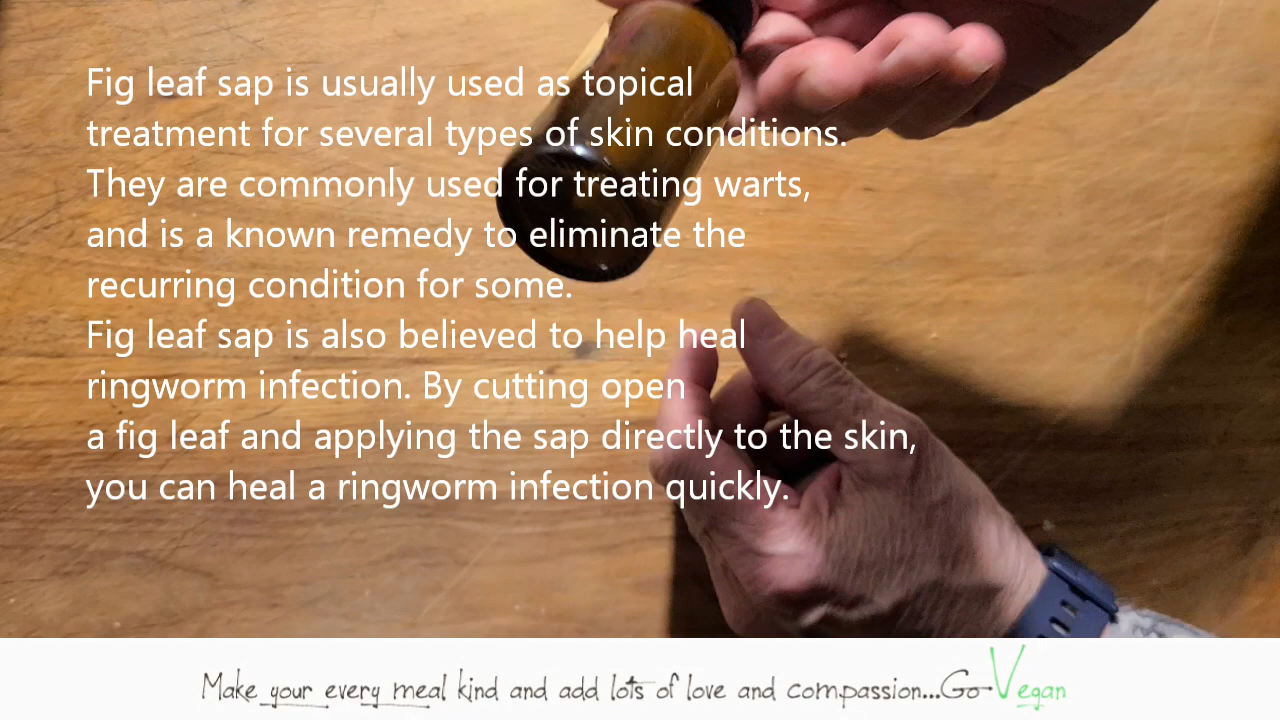 Fig leaf sap is usually used as topical
treatment for several types of skin conditions.
They are commonly used for treating warts,
and is a known remedy to eliminate the
recurring condition for some.
Fig leaf sap is also believed to help heal
ringworm infection. By cutting open
a fig leaf and applying the sap directly to the skin,
you can heal a ringworm infection quickly.
Make your every meal kind and add lots of love and compassion...Go Vegan